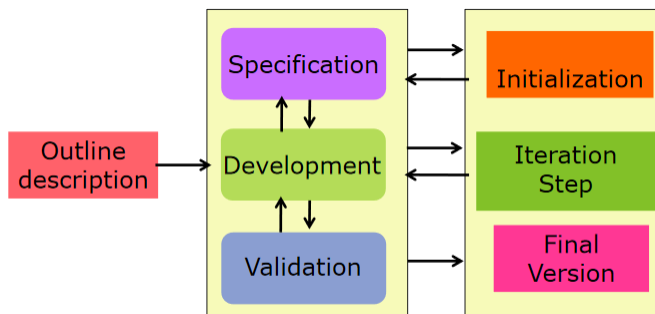 Outline
description
Specification
Development
Validation
Initialization
Iteration
Step
Final
Version